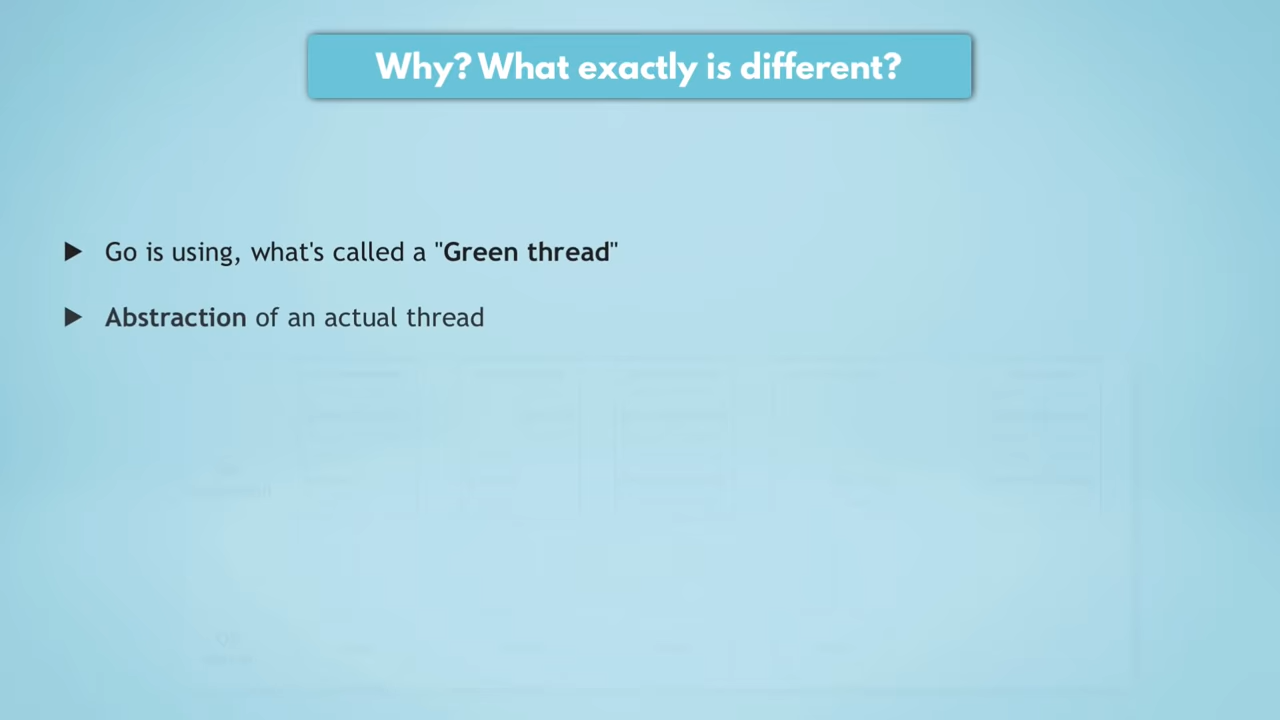 Why? What exactly is different?
▶ Go is using, what's called a "Green thread"
▶ Abstraction of an actual thread